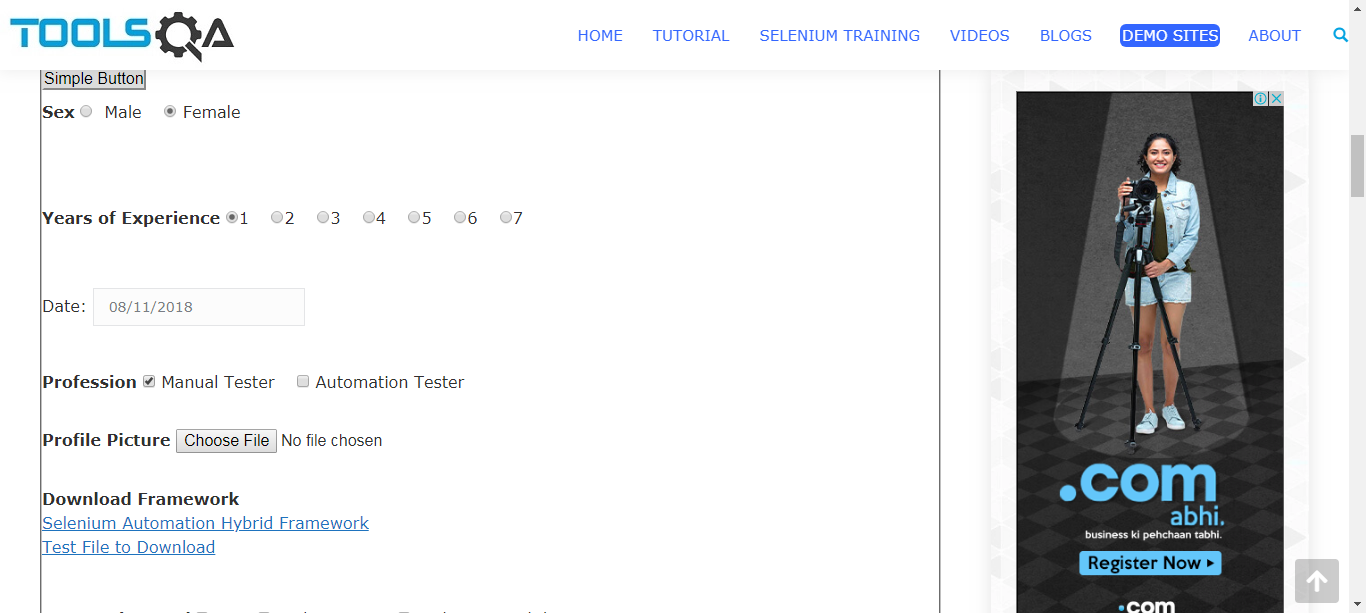 TOOLSQA
HOME TUTORIAL SELENIUM TRAINING VIDEOS BLOGS DEMO SITES ABOUT
Simple Button
Sex Male Female
Years of Experience 1 2 3 4 5 6 7
Date: 08/11/2018
Profession Manual Tester Automation Tester
Profile Picture Choose File No file chosen
Download Framework
Selenium Automation Hybrid Framework
Test File to Download
.com
abhi.
business ki pehchaan tabhi.
Register Now
.com